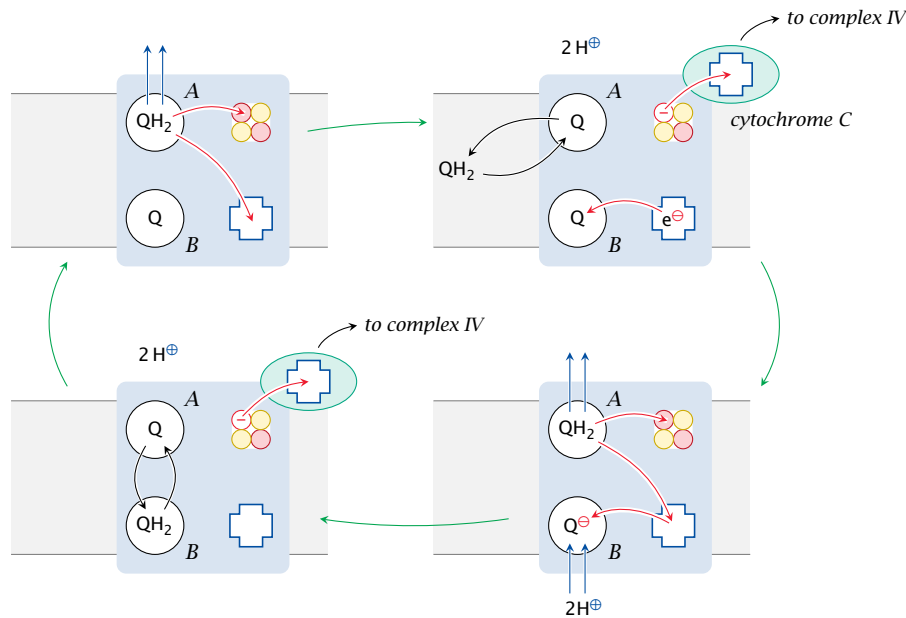 A
QH₂
Q
B
to complex IV
2 H⊕
A
Q
−
cytochrome C
QH₂
Q
e⊖
B
2 H⊕
to complex IV
A
Q
−
QH₂
B
A
QH₂
Q⊖
B
2H⊕